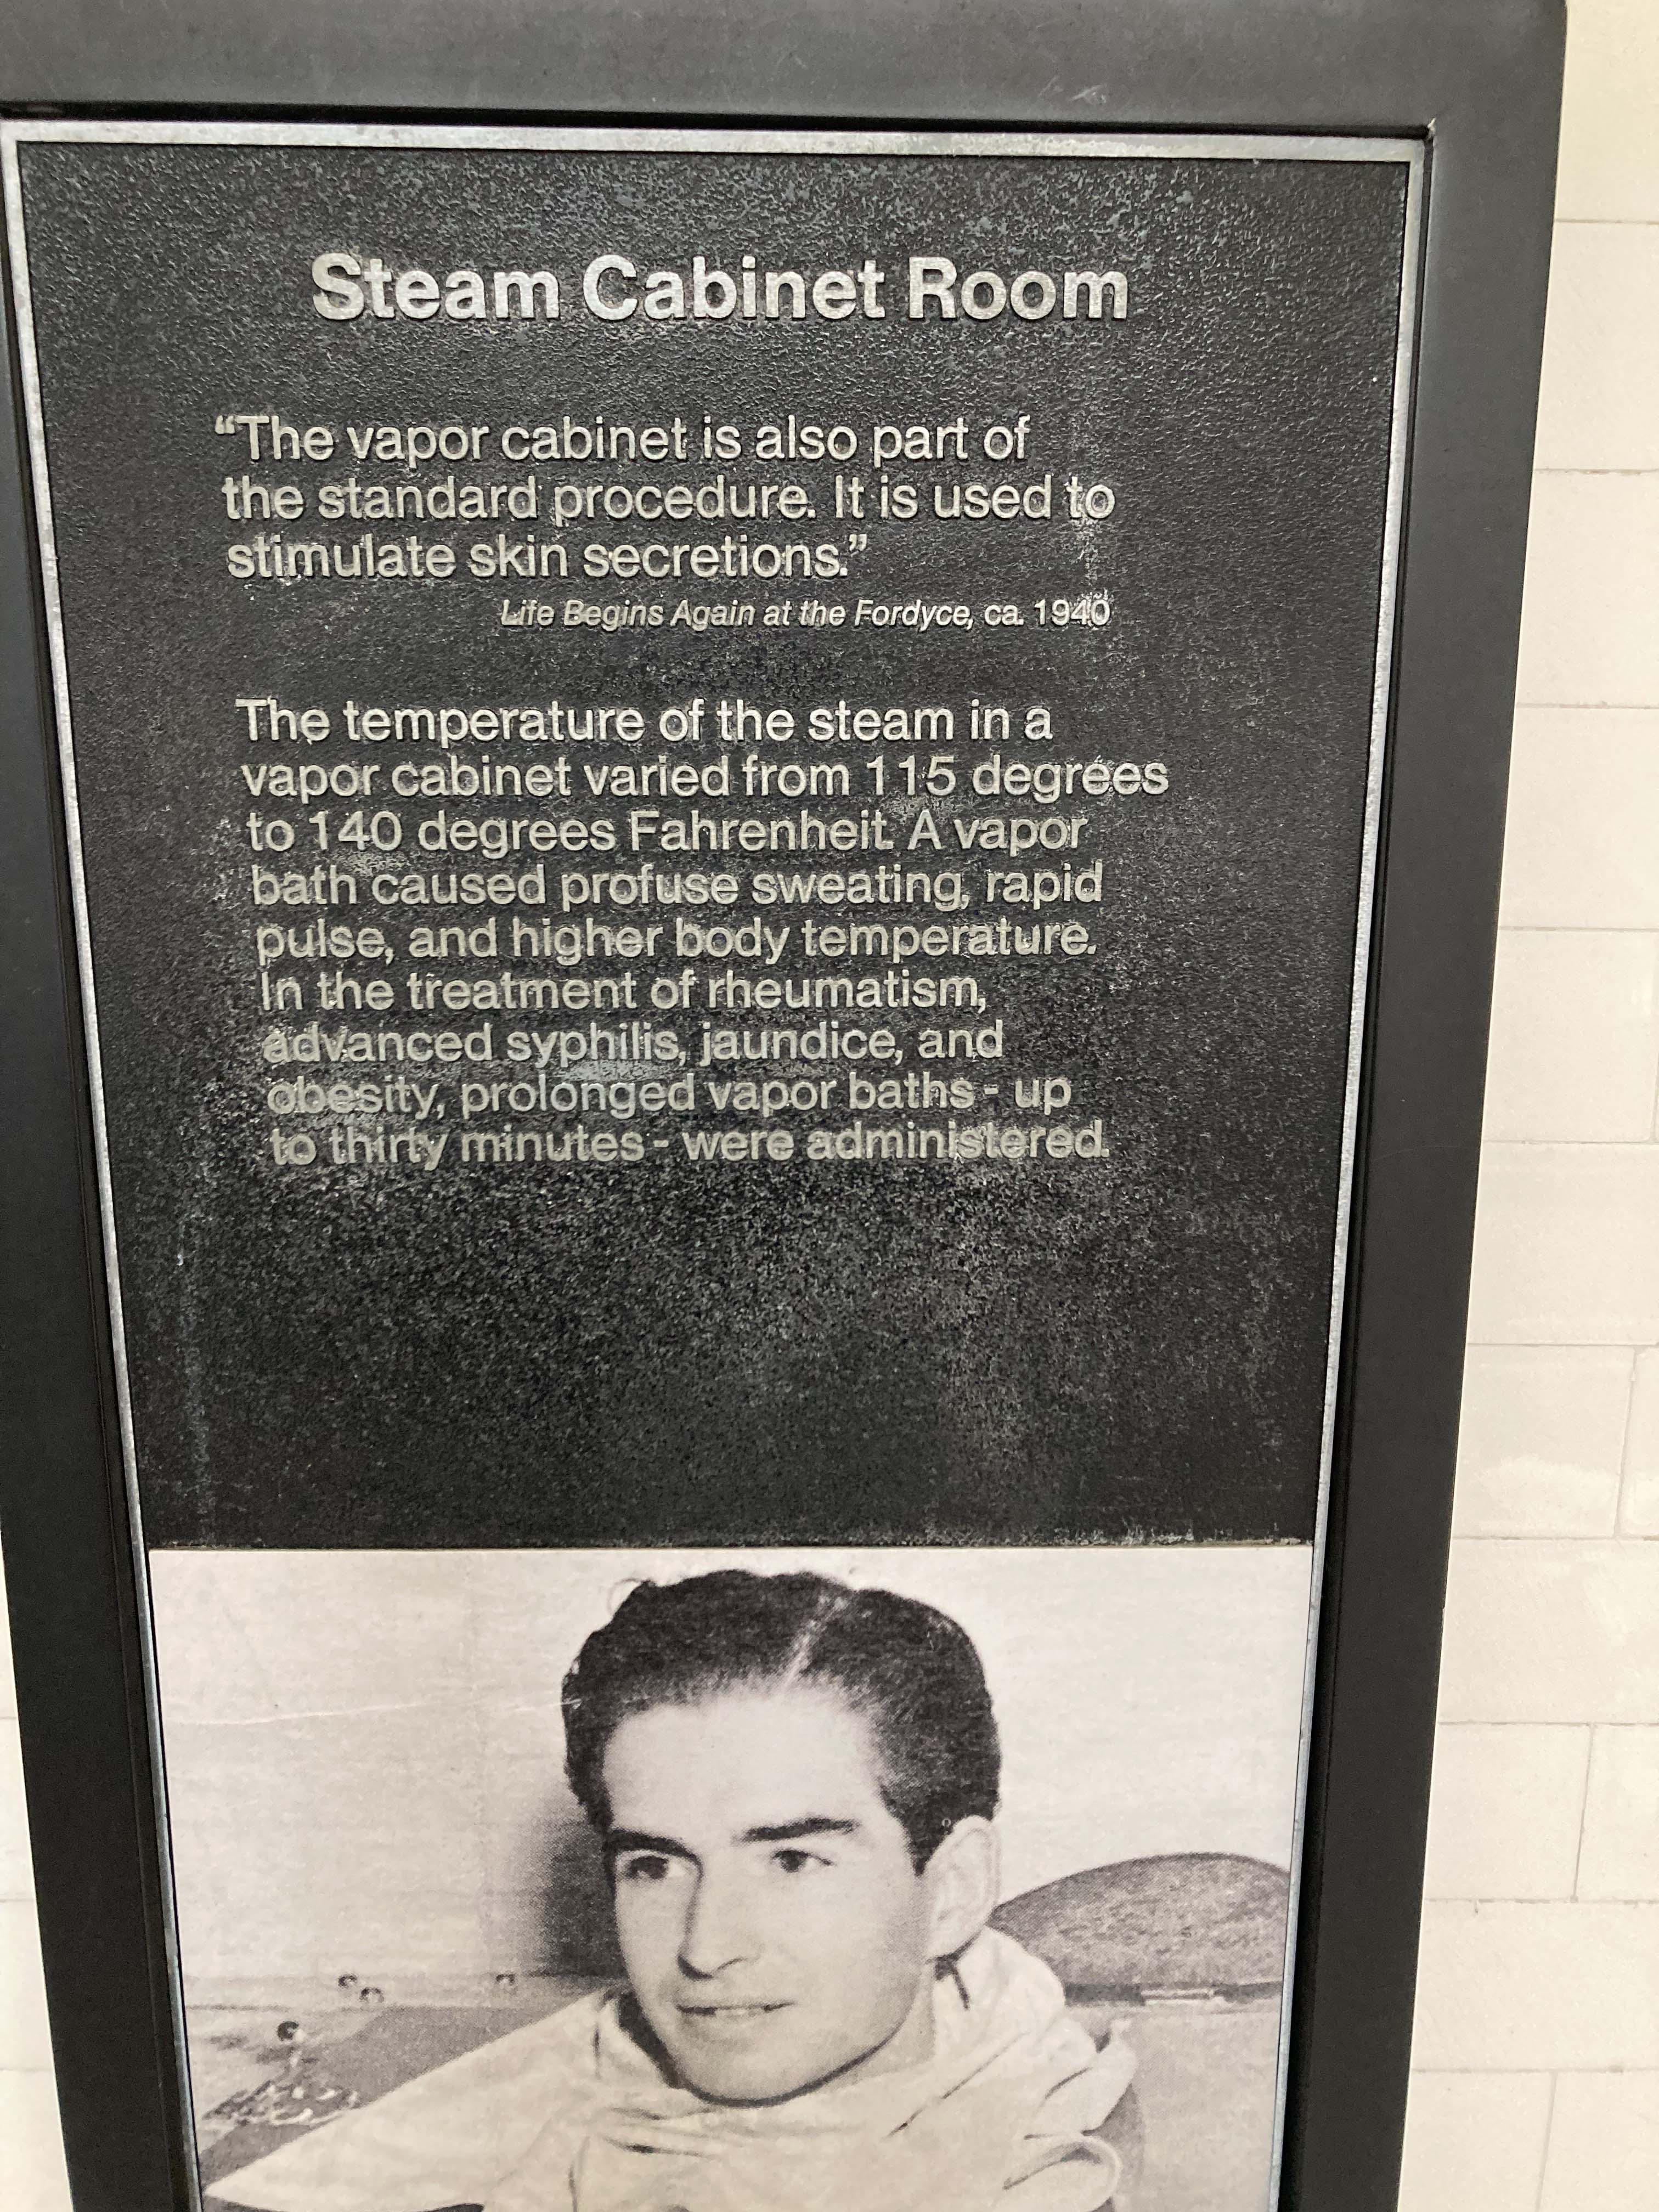 Steam Cabinet Room
“The vapor cabinet is also part of
the standard procedure. It is used to
stimulate skin secretions.”
Life Begins Again at the Fordyce, ca. 1940
The temperature of the steam in a
vapor cabinet varied from 115 degrees
to 140 degrees Fahrenheit. A vapor
bath caused profuse sweating, rapid
pulse, and higher body temperature.
In the treatment of rheumatism,
advanced syphilis, jaundice, and
obesity, prolonged vapor baths - up
to thirty minutes - were administered.